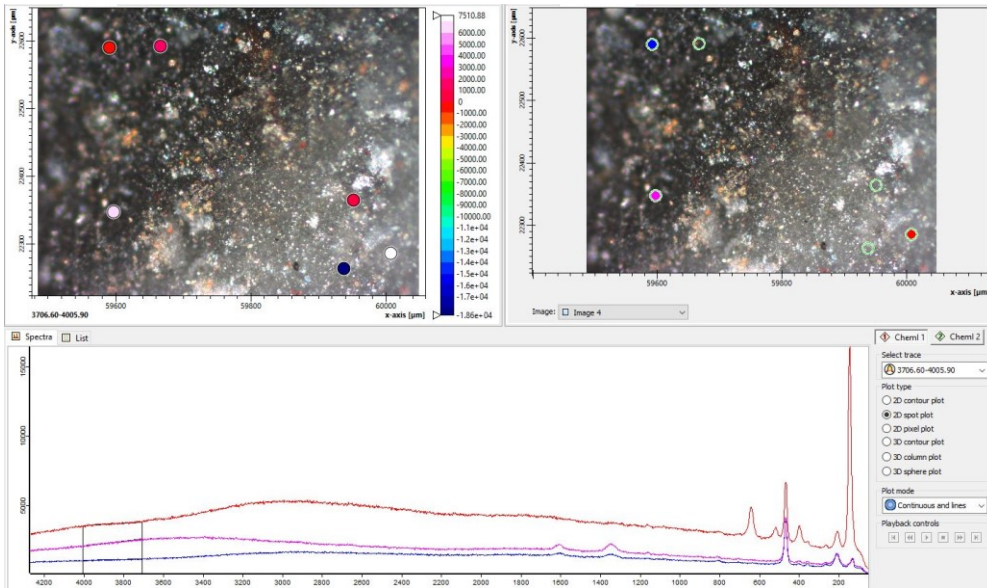 y-axis [µm]
22600
22500
22400
22300
59600
59800
60000
3706.60-4005.90
x-axis [µm]
7510.88
6000.00
5000.00
4000.00
3000.00
2000.00
1000.00
0
-1000.00
-2000.00
-3000.00
-4000.00
-5000.00
-6000.00
-7000.00
-8000.00
-9000.00
-10000.00
-1.1e+04
-1.2e+04
-1.3e+04
-1.4e+04
-1.5e+04
-1.6e+04
-1.7e+04
-1.86e+04
y-axis [µm]
22600
22500
22400
22300
59600
59800
60000
x-axis [µm]
Image: Image 4
Spectra List
15000
10000
5000
4200 4000 3800 3600 3400 3200 3000 2800 2600 2400 2200 2000 1800 1600 1400 1200 1000 800 600 400 200
1 Cheml 1 2 Cheml 2
Select trace
3706.60-4005.90
Plot type
2D contour plot
2D spot plot
2D pixel plot
3D contour plot
3D column plot
3D sphere plot
Plot mode
Continuous and lines
Playback controls